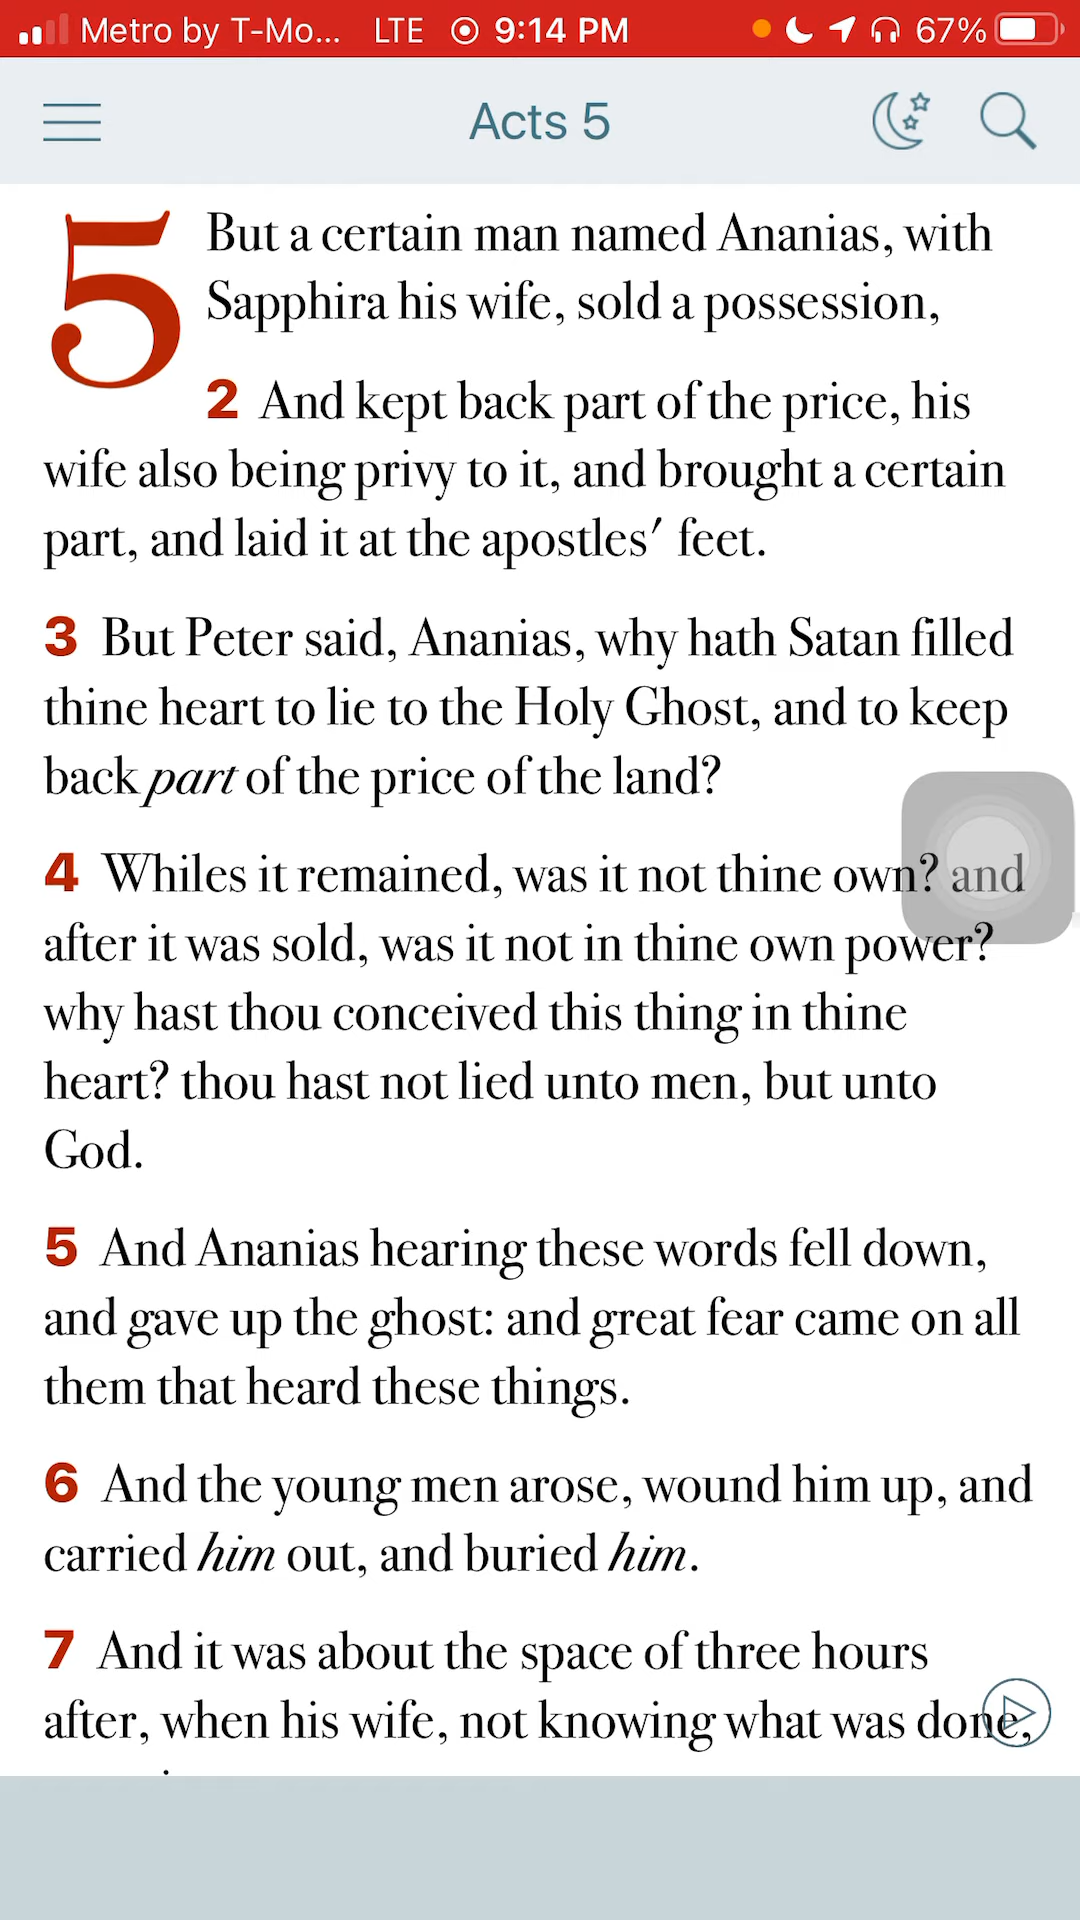 Metro by T-Mo... LTE 9:14 PM 67%
Acts 5
5 But a certain man named Ananias, with
Sapphira his wife, sold a possession,
2 And kept back part of the price, his
wife also being privy to it, and brought a certain
part, and laid it at the apostles′ feet.
3 But Peter said, Ananias, why hath Satan filled
thine heart to lie to the Holy Ghost, and to keep
back part of the price of the land?
4 Whiles it remained, was it not thine own? and
after it was sold, was it not in thine own power?
why hast thou conceived this thing in thine
heart? thou hast not lied unto men, but unto
God.
5 And Ananias hearing these words fell down,
and gave up the ghost: and great fear came on all
them that heard these things.
6 And the young men arose, wound him up, and
carried him out, and buried him.
7 And it was about the space of three hours
after, when his wife, not knowing what was done,